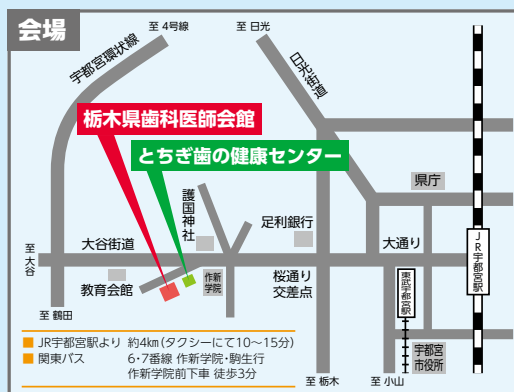 会場
至 4号線
至 日光
宇都宮環状線
日光街道
栃木県歯科医師会館
とちぎ歯の健康センター
県庁
護国神社
足利銀行
大谷街道
大通り
至 大谷
JR宇都宮駅
教育会館
作新
学院
桜通り
交差点
東武宇都宮駅
至 鶴田
宇都宮
市役所
■ JR宇都宮駅より 約4km(タクシーにて10〜15分)
■ 関東バス 6・7番線 作新学院・駒生行
作新学院前下車 徒歩3分
至 栃木
至 小山